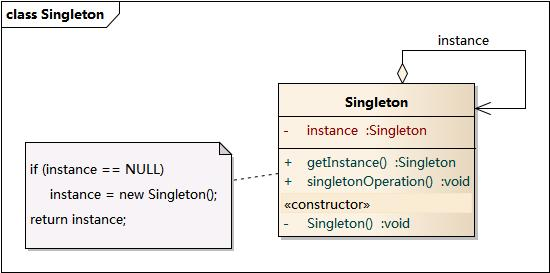 class Singleton
instance
Singleton
- instance :Singleton
+ getInstance() :Singleton
+ singletonOperation() :void
«constructor»
- Singleton() :void
if (instance == NULL)
instance = new Singleton();
return instance;